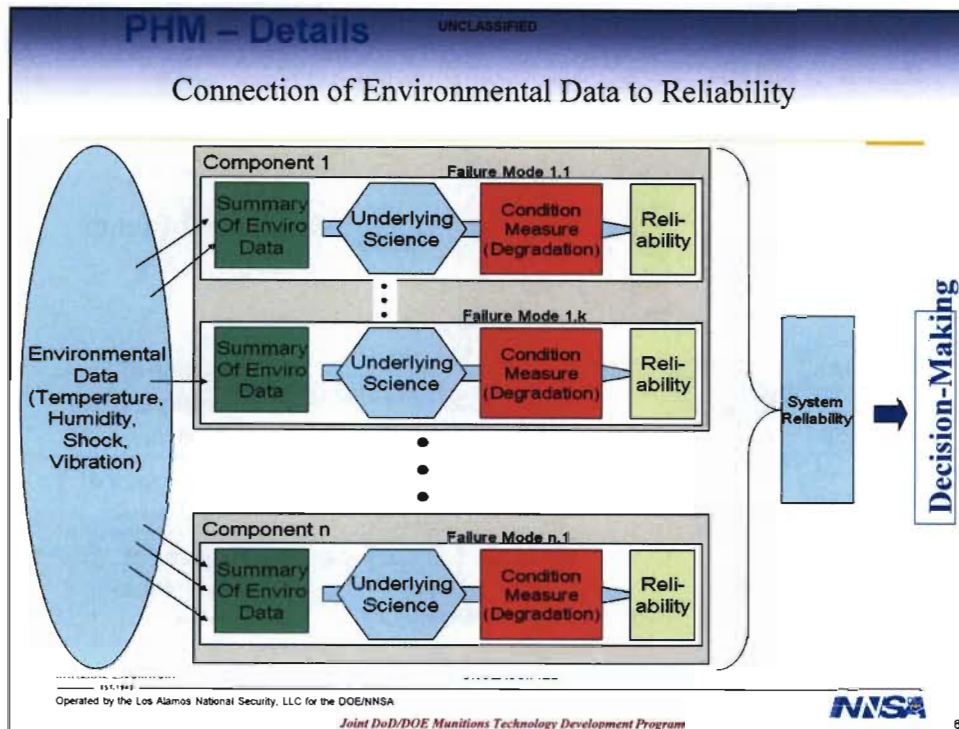 PHM – Details
UNCLASSIFIED
Connection of Environmental Data to Reliability
Environmental
Data
(Temperature,
Humidity,
Shock,
Vibration)
Component 1
Failure Mode 1.1
Summary
Of Enviro
Data
Underlying
Science
Condition
Measure
(Degradation)
Reli-
ability
Failure Mode 1.k
Summary
Of Enviro
Data
Underlying
Science
Condition
Measure
(Degradation)
Reli-
ability
Component n
Failure Mode n.1
Summary
Of Enviro
Data
Underlying
Science
Condition
Measure
(Degradation)
Reli-
ability
System
Reliability
Decision-Making
EST. 1943
Operated by the Los Alamos National Security, LLC for the DOE/NNSA
Joint DoD/DOE Munitions Technology Development Program
NNSA
6